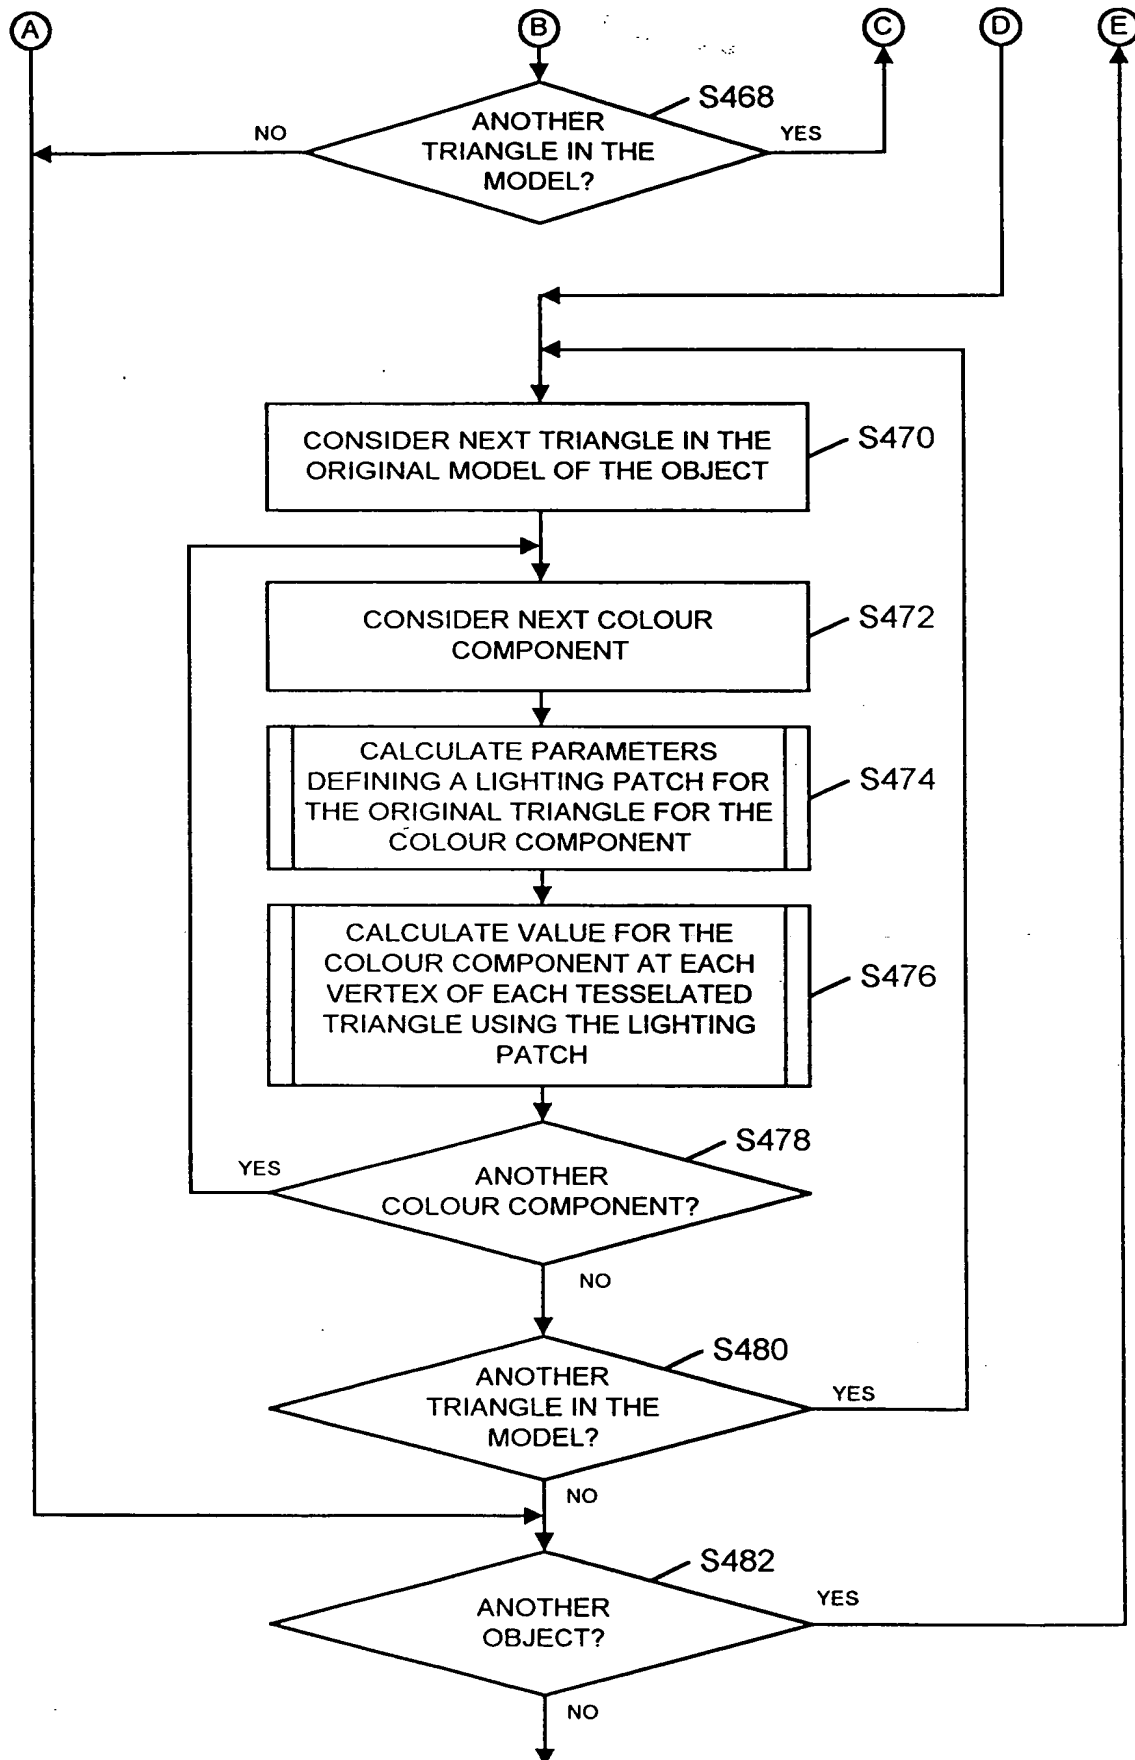 A
B
C
D
E
S468
ANOTHER
TRIANGLE IN THE
MODEL?
NO
YES
CONSIDER NEXT TRIANGLE IN THE
ORIGINAL MODEL OF THE OBJECT
S470
CONSIDER NEXT COLOUR
COMPONENT
S472
CALCULATE PARAMETERS
DEFINING A LIGHTING PATCH FOR
THE ORIGINAL TRIANGLE FOR THE
COLOUR COMPONENT
S474
CALCULATE VALUE FOR THE
COLOUR COMPONENT AT EACH
VERTEX OF EACH TESSELATED
TRIANGLE USING THE LIGHTING
PATCH
S476
S478
YES
ANOTHER
COLOUR COMPONENT?
NO
S480
ANOTHER
TRIANGLE IN THE
MODEL?
YES
NO
S482
ANOTHER
OBJECT?
YES
NO